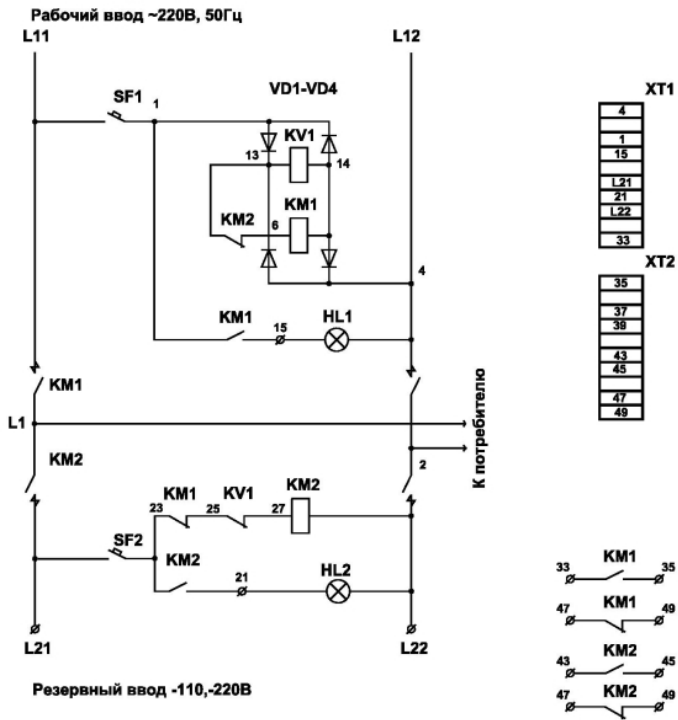 Рабочий ввод ~220В, 50Гц
L11
L12
SF1
1
VD1-VD4
13
KV1
14
KM2
6
KM1
4
KM1
15
HL1
KM1
L1
KM2
2
К потребителю
23
KM1
25
KV1
27
KM2
SF2
KM2
21
HL2
L21
L22
Резервный ввод -110,-220В
XT1
4
1
15
L21
21
L22
33
XT2
35
37
39
43
45
47
49
33
KM1
35
47
KM1
49
43
KM2
45
47
KM2
49